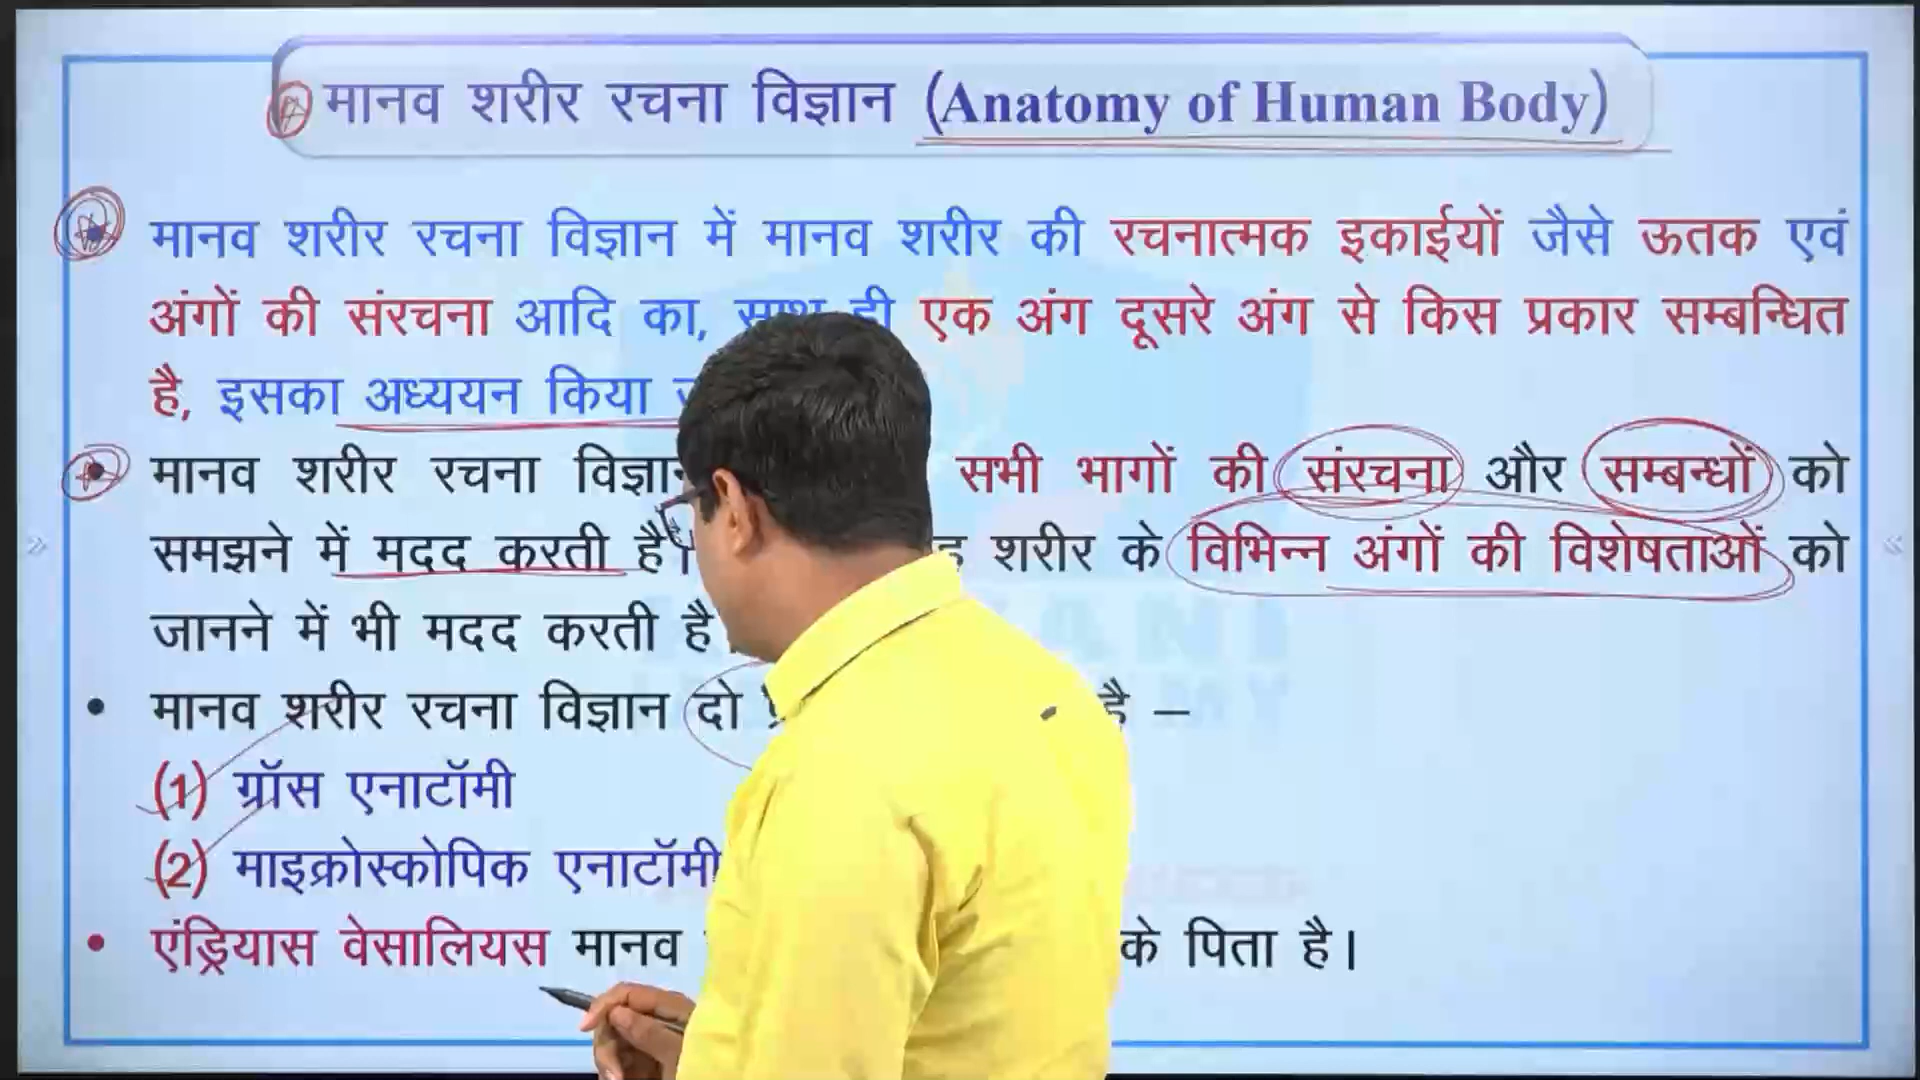 मानव शरीर रचना विज्ञान (Anatomy of Human Body)
मानव शरीर रचना विज्ञान में मानव शरीर की रचनात्मक इकाईयों जैसे ऊतक एवं
अंगों की संरचना आदि का, साथ ही एक अंग दूसरे अंग से किस प्रकार सम्बन्धित
है, इसका अध्ययन किया
मानव शरीर रचना विज्ञान सभी भागों की संरचना और सम्बन्धों को
समझने में मदद करती है। शरीर के विभिन्न अंगों की विशेषताओं को
जानने में भी मदद करती है
• मानव शरीर रचना विज्ञान दो है –
(1) ग्रॉस एनाटॉमी
(2) माइक्रोस्कोपिक एनाटॉमी
• एंड्रियास वेसालियस मानव के पिता है।